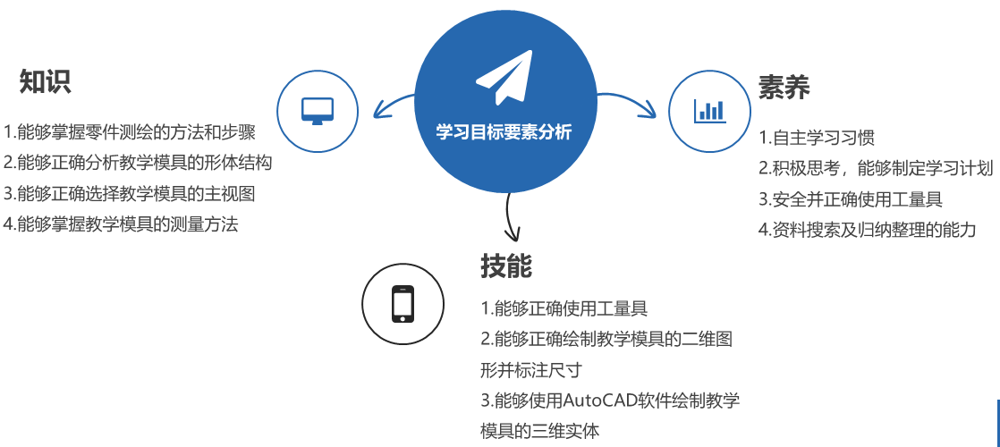 学习目标要素分析
知识
1.能够掌握零件测绘的方法和步骤
2.能够正确分析教学模具的形体结构
3.能够正确选择教学模具的主视图
4.能够掌握教学模具的测量方法
素养
1.自主学习习惯
2.积极思考，能够制定学习计划
3.安全并正确使用工量具
4.资料搜索及归纳整理的能力
技能
1.能够正确使用工量具
2.能够正确绘制教学模具的二维图
形并标注尺寸
3.能够使用AutoCAD软件绘制教学
模具的三维实体